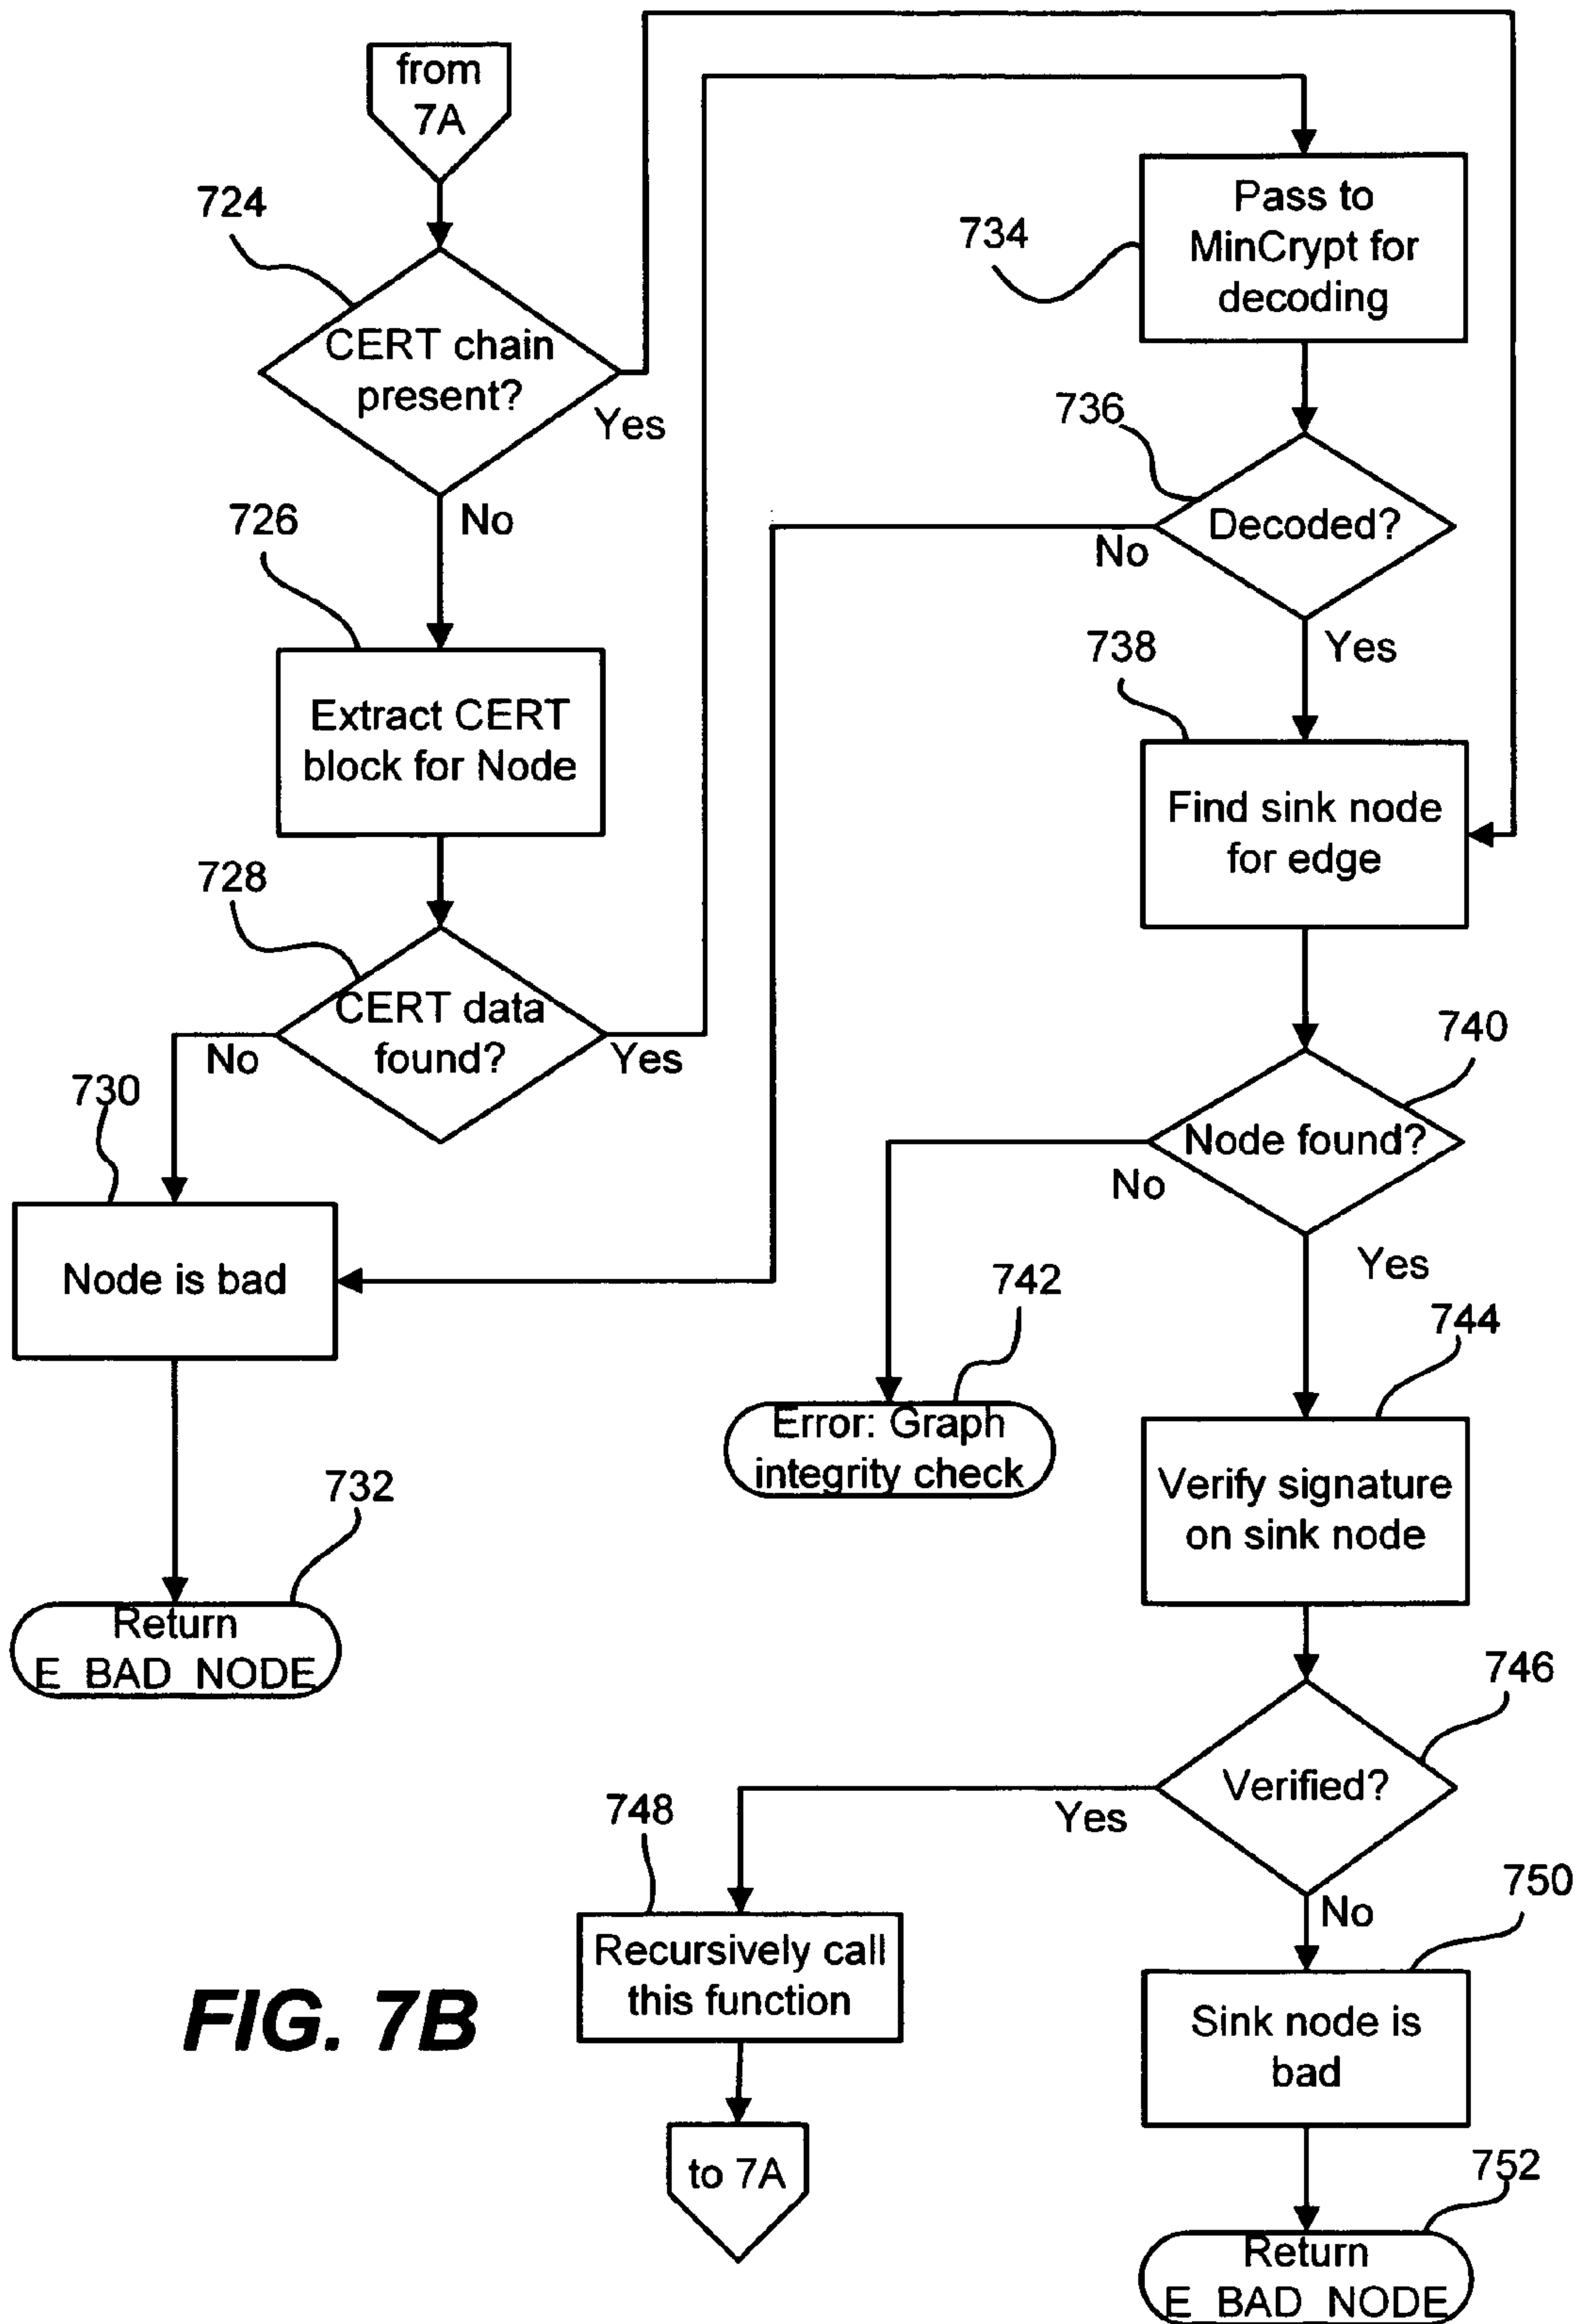 from
7A
724
CERT chain
present?
Yes
No
726
Extract CERT
block for Node
728
CERT data
found?
No
Yes
730
Node is bad
732
Return
E_BAD_NODE
734
Pass to
MinCrypt for
decoding
736
Decoded?
No
Yes
738
Find sink node
for edge
740
Node found?
No
Yes
742
Error: Graph
integrity check
744
Verify signature
on sink node
746
Verified?
Yes
No
748
Recursively call
this function
to 7A
750
Sink node is
bad
752
Return
E_BAD_NODE
FIG. 7B